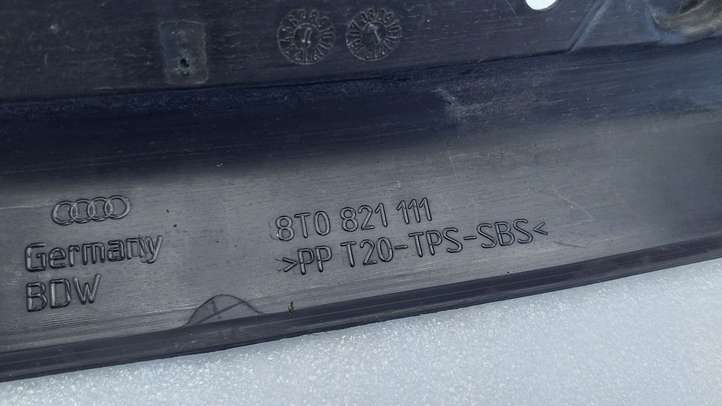 Germany
BDW
8T0 821 111
>PP T20-TPS-SBS<